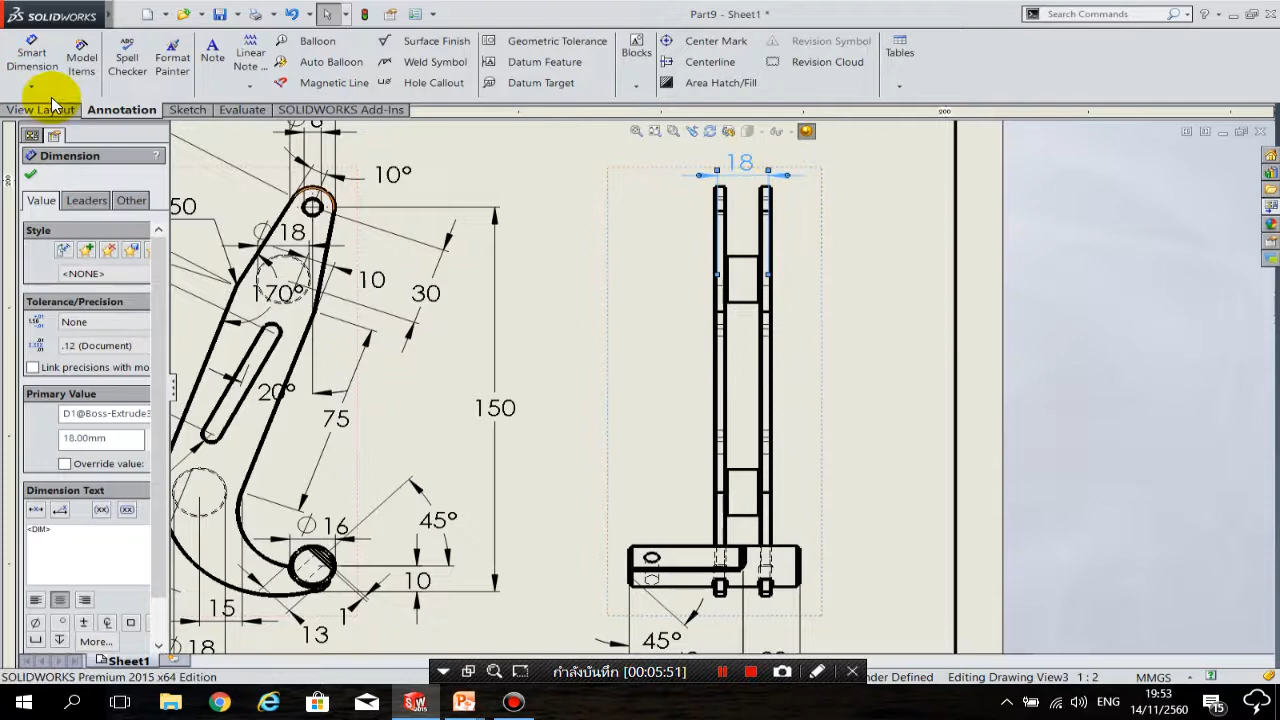 SOLIDWORKS
Part9 - Sheet1 *
Search Commands
Smart Dimension
Model Items
Spell Checker
Format Painter
Note
Linear Note ...
Balloon
Auto Balloon
Magnetic Line
Surface Finish
Weld Symbol
Hole Callout
Geometric Tolerance
Datum Feature
Datum Target
Blocks
Center Mark
Centerline
Area Hatch/Fill
Revision Symbol
Revision Cloud
Tables
View Layout
Annotation
Sketch
Evaluate
SOLIDWORKS Add-Ins
200
Dimension
?
Value
Leaders
Other
Style
<NONE>
Tolerance/Precision
None
.12 (Document)
Link precisions with mo
Primary Value
D1@Boss-Extrude3
18.00mm
Override value:
Dimension Text
<DIM>
More...
10°
50
18
10
170°
30
20°
75
150
∅ 16
45°
10
15
1
13
18
18
45°
Sheet1
กำลังบันทึก [00:05:51]
SOLIDWORKS Premium 2015 x64 Edition
nder Defined
Editing Drawing View3
1 : 2
MMGS
ENG
19:53
14/11/2560
15